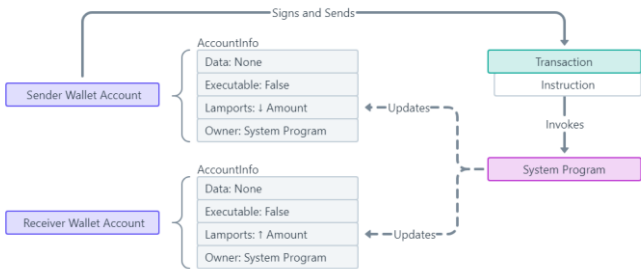 Signs and Sends
AccountInfo
Data: None
Executable: False
Lamports: ↓ Amount
Owner: System Program
Sender Wallet Account
Transaction
Instruction
Updates
Invokes
System Program
AccountInfo
Data: None
Executable: False
Lamports: ↑ Amount
Owner: System Program
Receiver Wallet Account
Updates